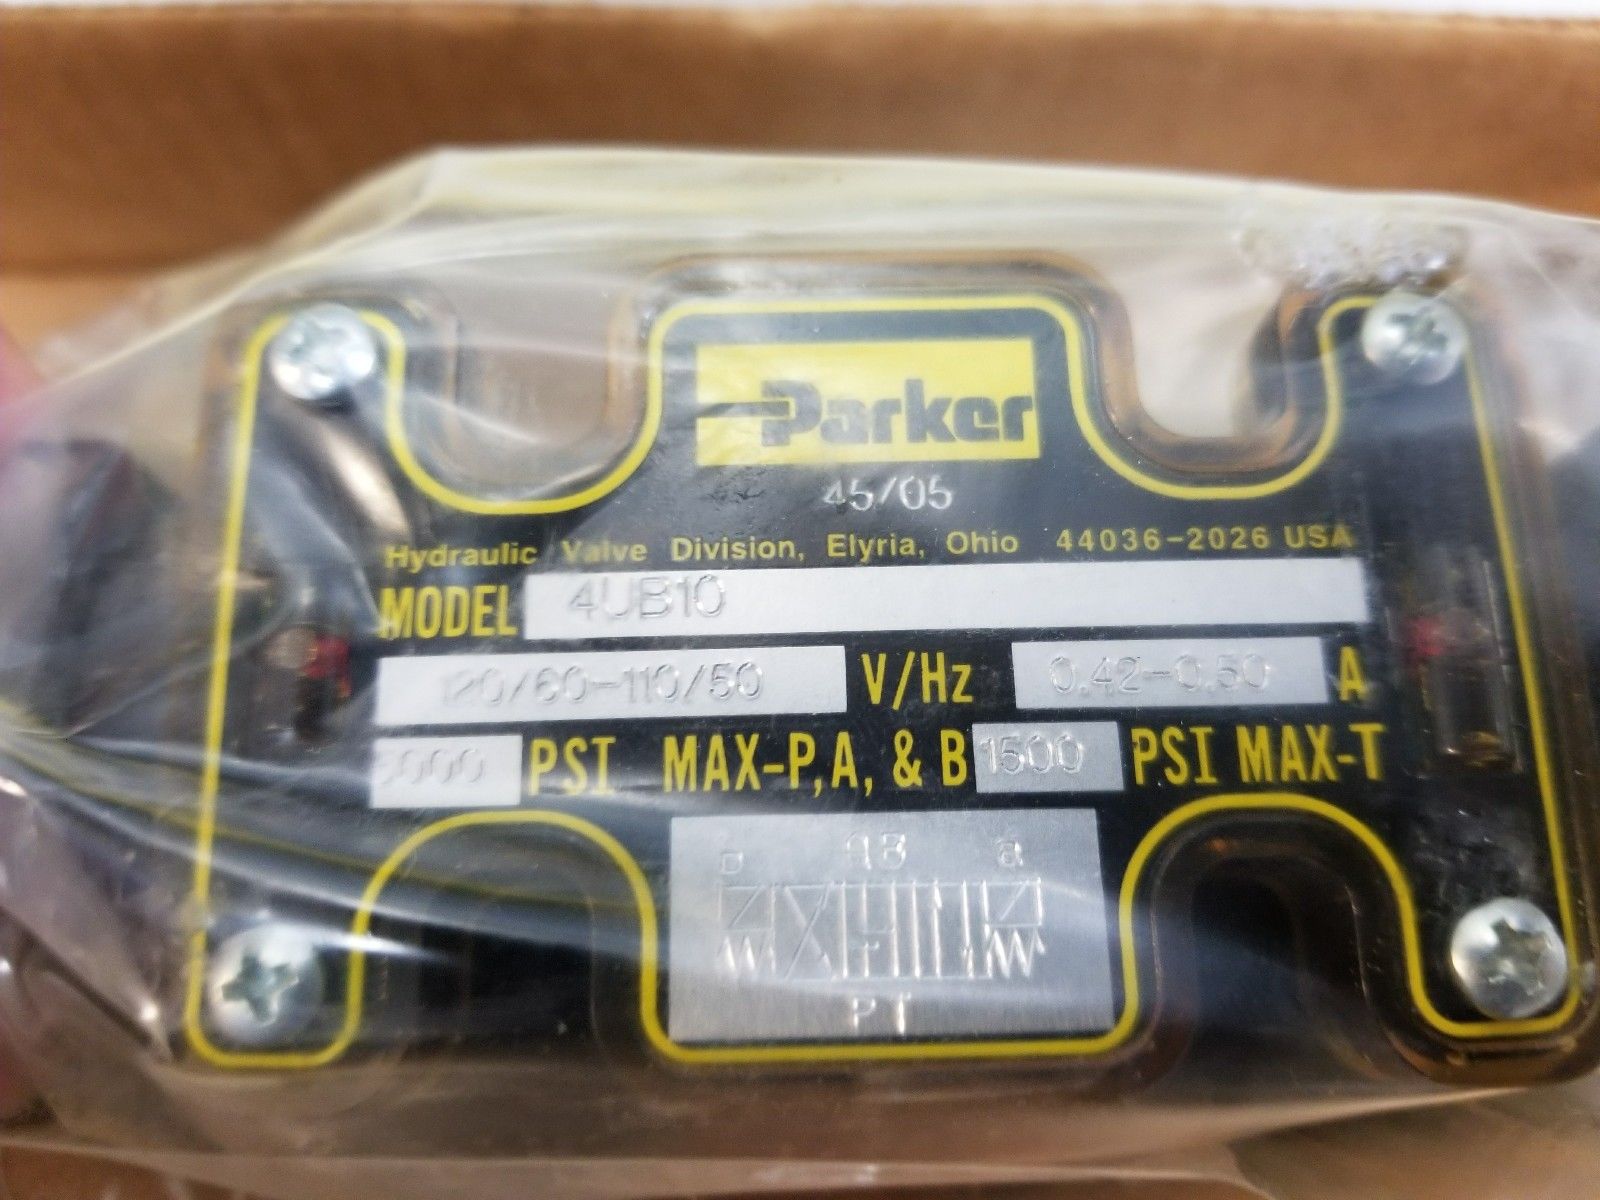 Parker
45/05
Hydraulic Valve Division, Elyria, Ohio 44036-2026 USA
MODEL 4UB10
120/60-110/50 V/Hz 0.42-0.50 A
PSI MAX-P,A, & B 1500 PSI MAX-T
AB a
P T